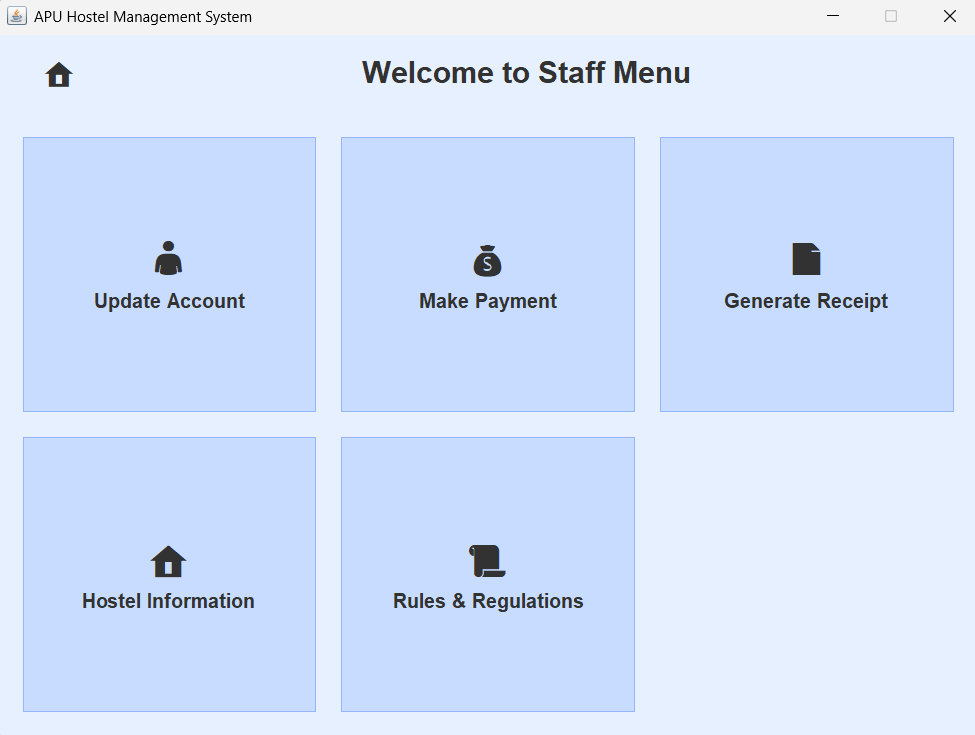 APU Hostel Management System
Welcome to Staff Menu
Update Account
Make Payment
Generate Receipt
Hostel Information
Rules & Regulations